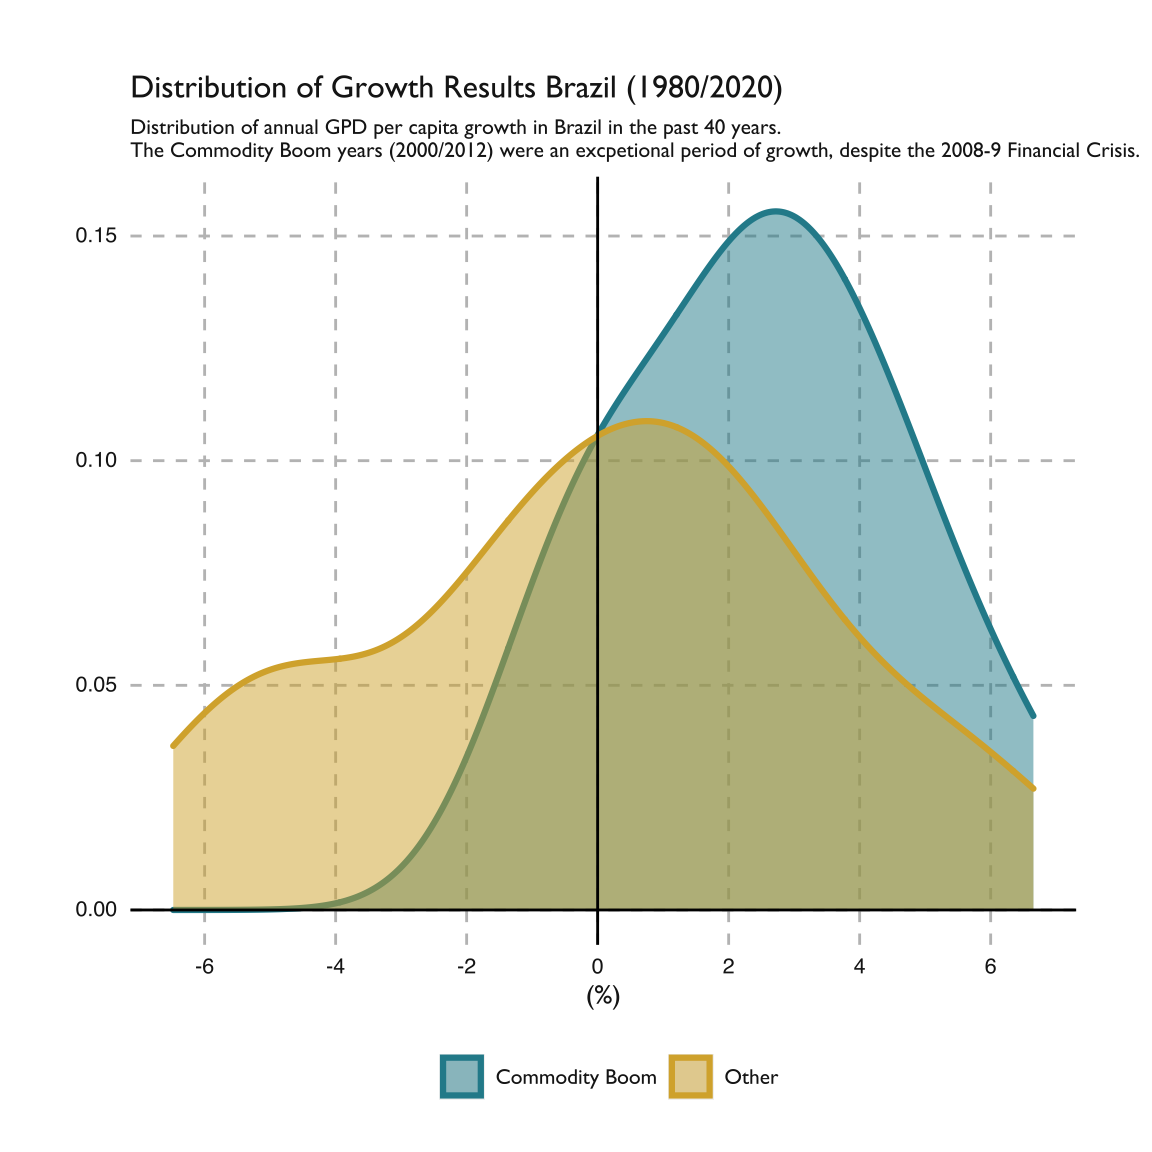 Distribution of Growth Results Brazil (1980/2020)
Distribution of annual GPD per capita growth in Brazil in the past 40 years.
The Commodity Boom years (2000/2012) were an excpetional period of growth, despite the 2008-9 Financial Crisis.
0.15
0.10
0.05
0.00
-6 -4 -2 0 2 4 6
(%)
Commodity Boom Other